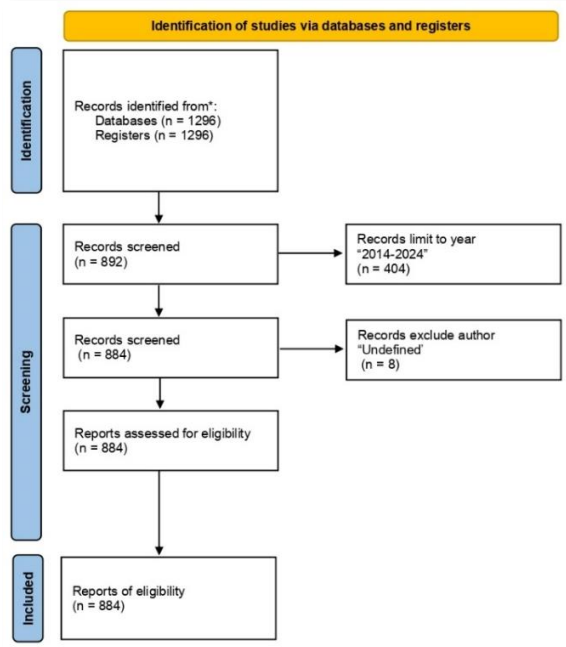 Identification of studies via databases and registers
Identification
Records identified from*:
Databases (n = 1296)
Registers (n = 1296)
Screening
Records screened
(n = 892)
Records limit to year
"2014-2024"
(n = 404)
Records screened
(n = 884)
Records exclude author
"Undefined'
(n = 8)
Reports assessed for eligibility
(n = 884)
Included
Reports of eligibility
(n = 884)